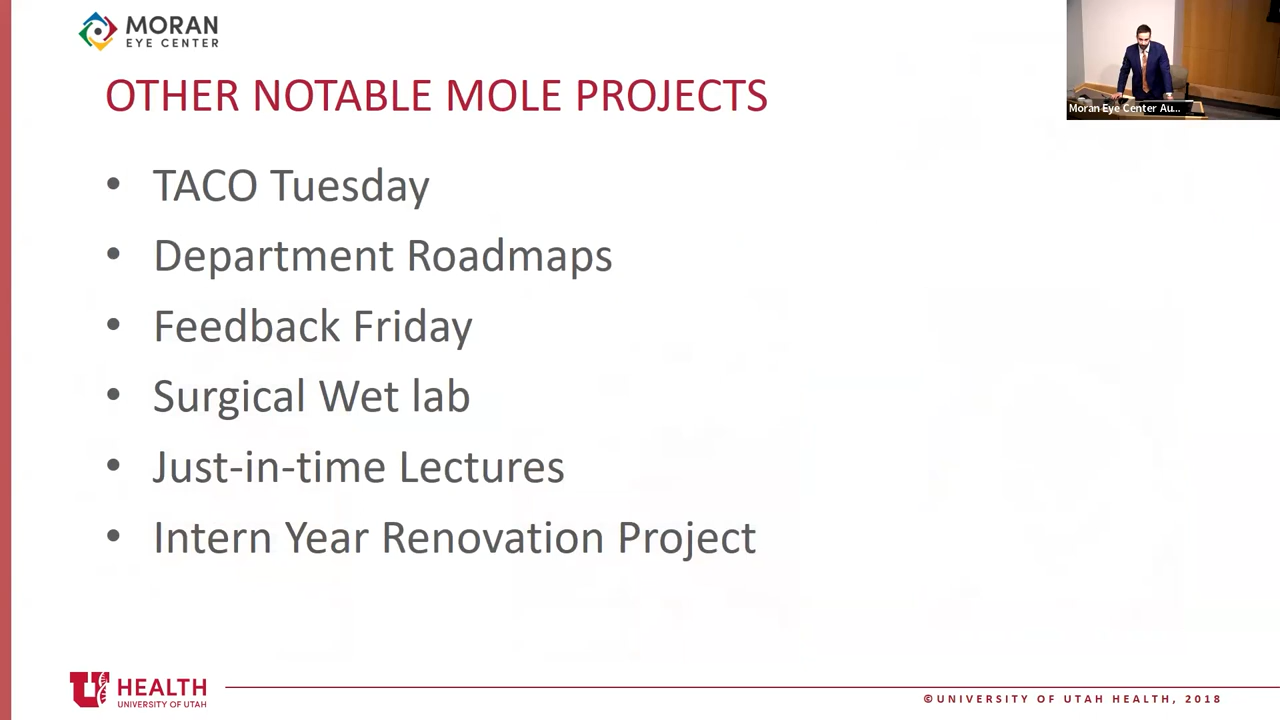 MORAN
EYE CENTER
Moran Eye Center Au...
OTHER NOTABLE MOLE PROJECTS
• TACO Tuesday
• Department Roadmaps
• Feedback Friday
• Surgical Wet lab
• Just-in-time Lectures
• Intern Year Renovation Project
U HEALTH
UNIVERSITY OF UTAH
©UNIVERSITY OF UTAH HEALTH, 2018